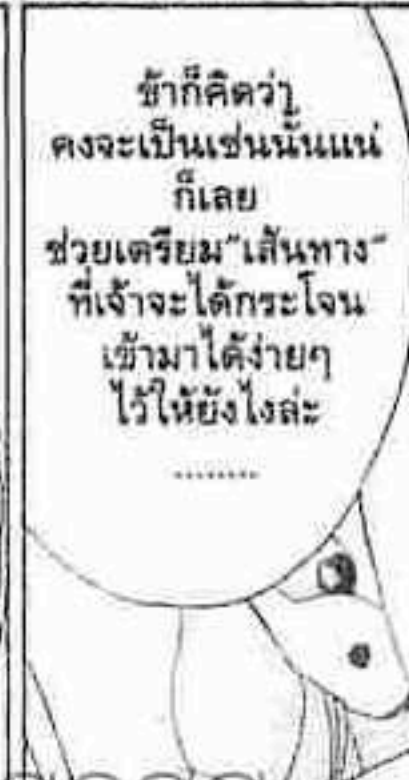 ข้าก็คิดว่า
คงจะเป็นเช่นนั้นแน่
ก็เลย
ช่วยเตรียม"เส้นทาง"
ที่เจ้าจะได้กระโจน
เข้ามาได้ง่ายๆ
ไว้ให้ยังไงล่ะ
.........